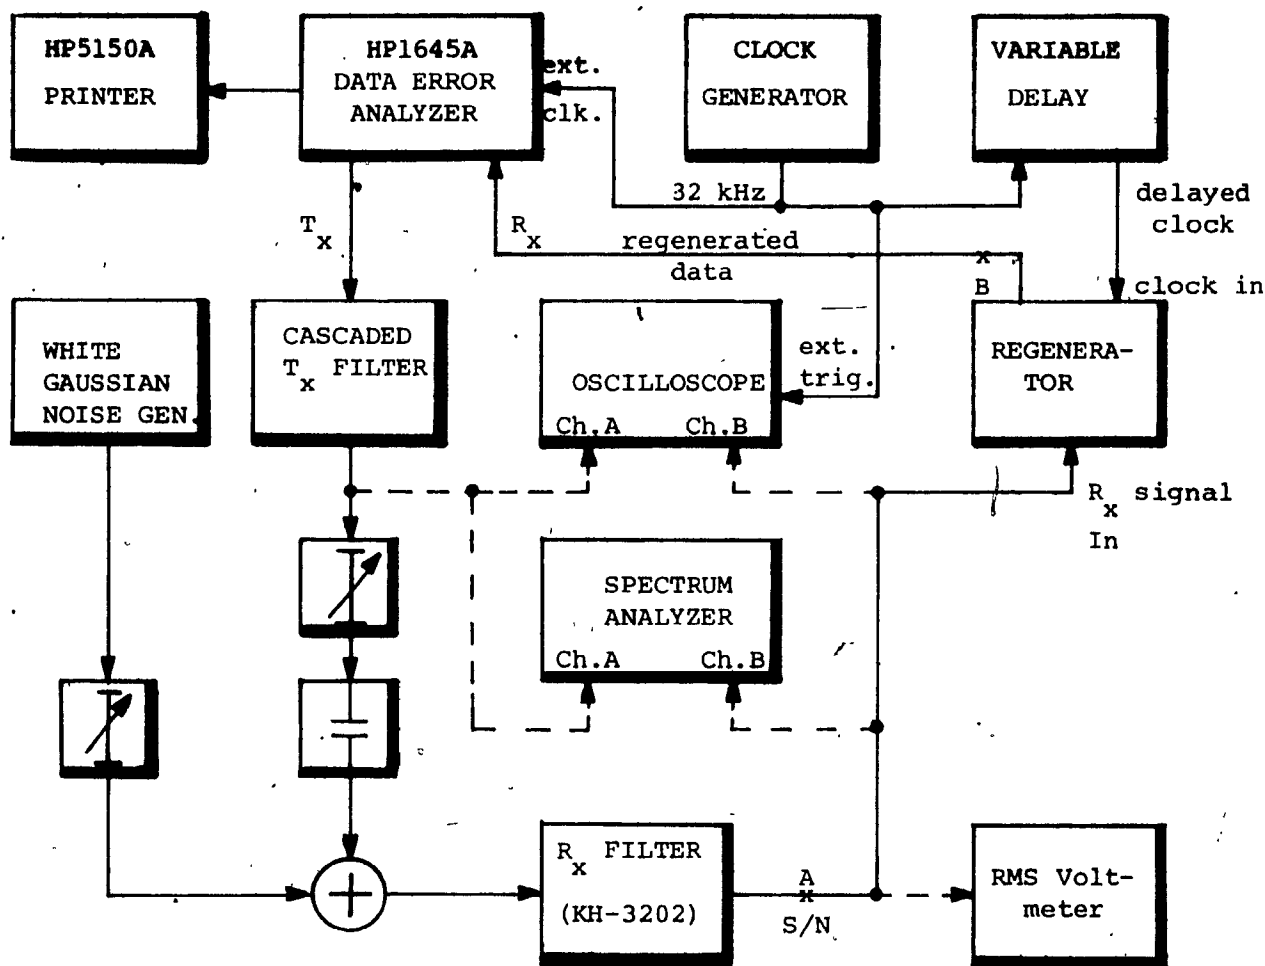 HP5150A
PRINTER
HP1645A
DATA ERROR
ANALYZER
ext.
clk.
CLOCK
GENERATOR
VARIABLE
DELAY
32 kHz
delayed
clock
Tx
Rx
regenerated
data
x
B
clock in
WHITE
GAUSSIAN
NOISE GEN.
CASCADED
Tx FILTER
OSCILLOSCOPE
Ch.A Ch.B
ext.
trig.
REGENERA-
TOR
Rx signal
In
SPECTRUM
ANALYZER
Ch.A Ch.B
Rx FILTER
(KH-3202)
A
x
S/N
RMS Volt-
meter